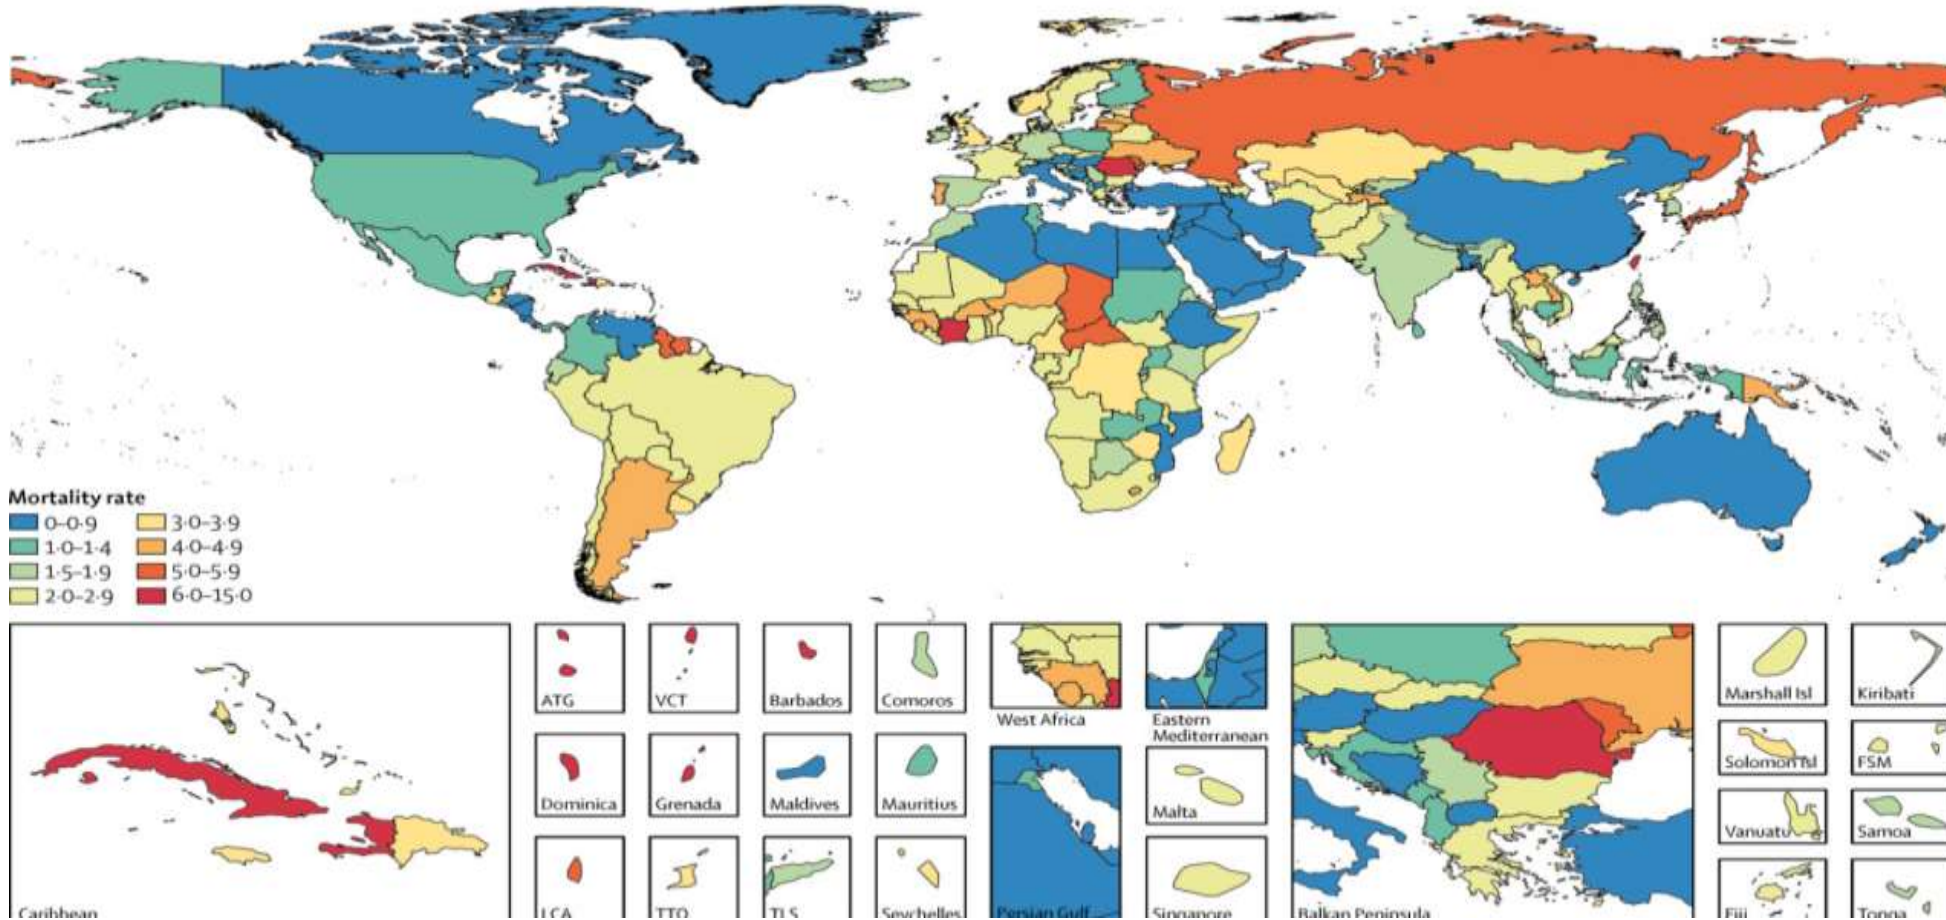 Mortality rate
0–0·9
1·0–1·4
1·5–1·9
2·0–2·9
3·0–3·9
4·0–4·9
5·0–5·9
6·0–15·0
Caribbean
ATG
VCT
Barbados
Comoros
Dominica
Grenada
Maldives
Mauritius
LCA
TTO
TLS
Seychelles
West Africa
Eastern
Mediterranean
Persian Gulf
Malta
Singapore
Balkan Peninsula
Marshall Isl
Kiribati
Solomon Isl
FSM
Vanuatu
Samoa
Fiji
Tonga